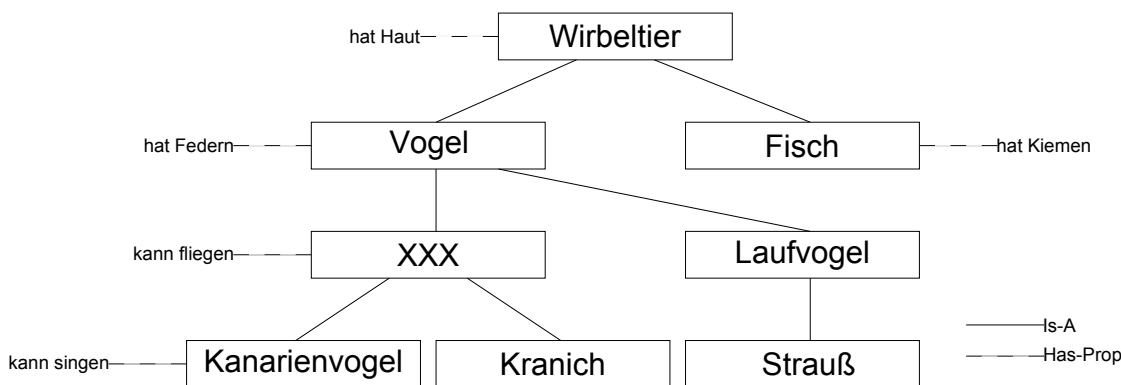 hat Haut
Wirbeltier
hat Federn
Vogel
Fisch
hat Kiemen
kann fliegen
XXX
Laufvogel
Is-A
kann singen
Kanarienvogel
Kranich
Strauß
Has-Prop